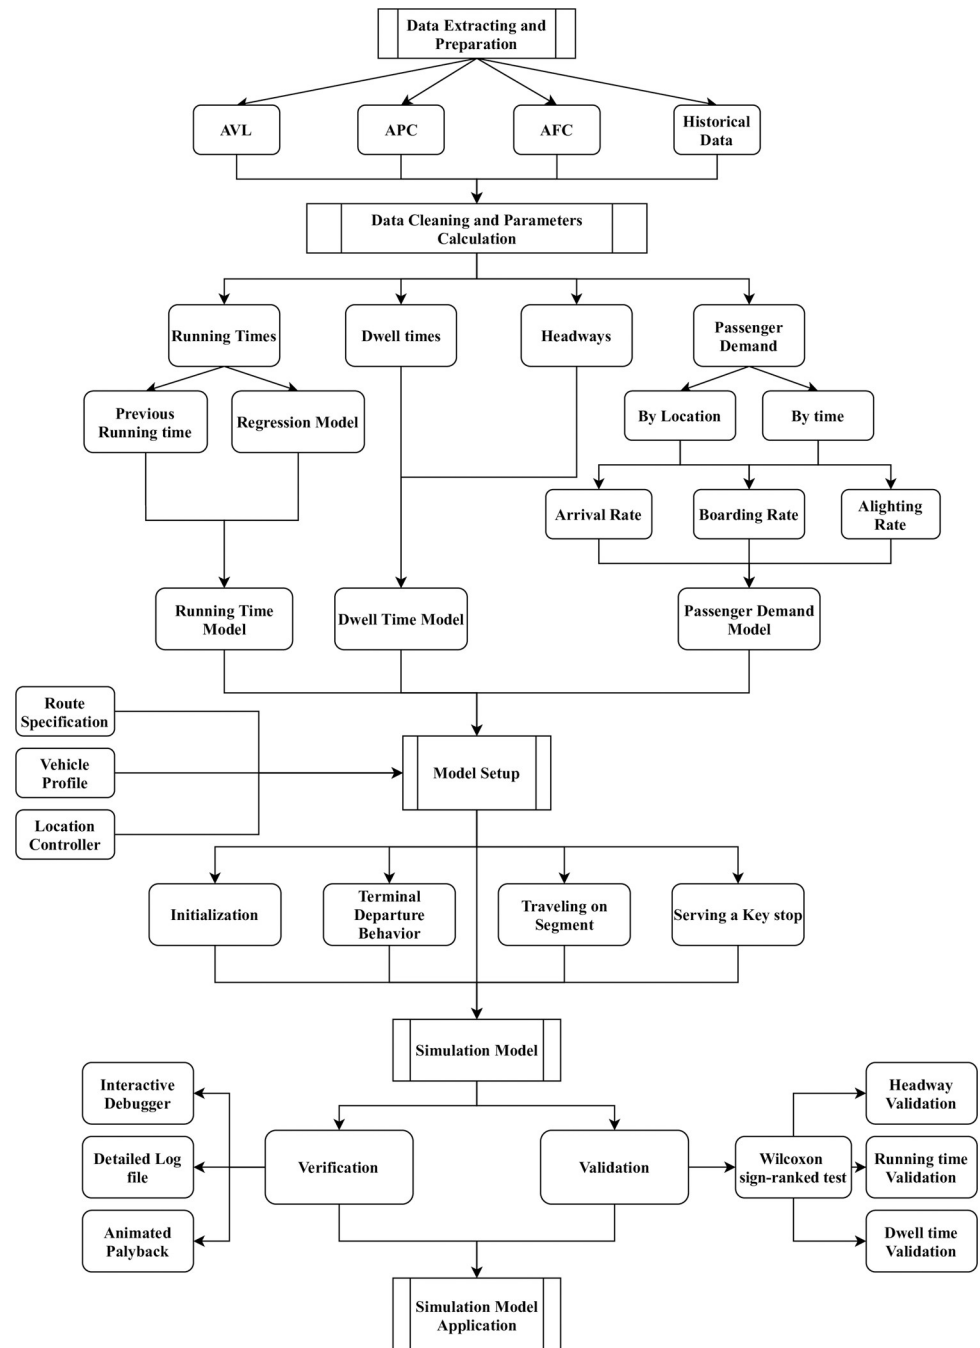 Data Extracting and
Preparation
AVL
APC
AFC
Historical
Data
Data Cleaning and Parameters
Calculation
Running Times
Dwell times
Headways
Passenger
Demand
Previous
Running time
Regression Model
By Location
By time
Arrival Rate
Boarding Rate
Alighting
Rate
Running Time
Model
Dwell Time Model
Passenger Demand
Model
Route
Specification
Vehicle
Profile
Location
Controller
Model Setup
Initialization
Terminal
Departure
Behavior
Traveling on
Segment
Serving a Key stop
Simulation Model
Interactive
Debugger
Detailed Log
file
Animated
Palyback
Verification
Validation
Wilcoxon
sign-ranked test
Headway
Validation
Running time
Validation
Dwell time
Validation
Simulation Model
Application